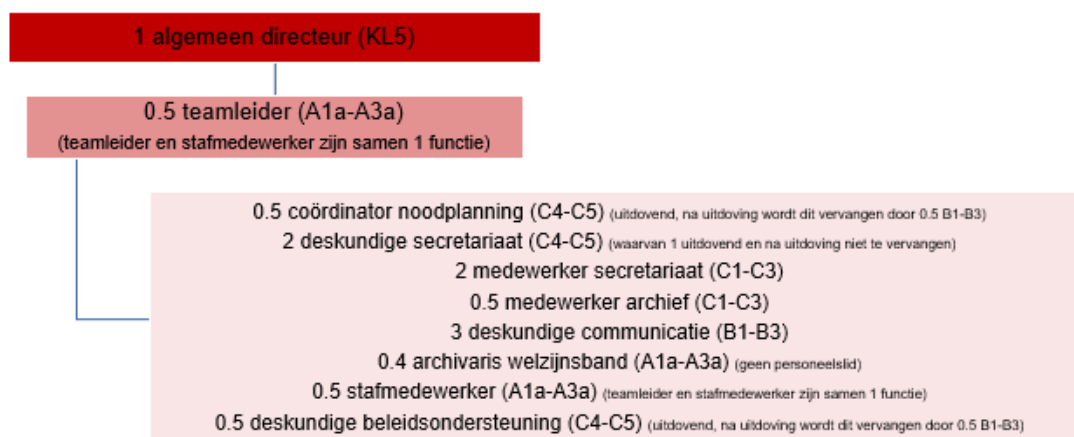 1 algemeen directeur (KL5)
0.5 teamleider (A1a-A3a)
(teamleider en stafmedewerker zijn samen 1 functie)
0.5 coördinator noodplanning (C4-C5) (uitdovend, na uitdoving wordt dit vervangen door 0.5 B1-B3)
2 deskundige secretariaat (C4-C5) (waarvan 1 uitdovend en na uitdoving niet te vervangen)
2 medewerker secretariaat (C1-C3)
0.5 medewerker archief (C1-C3)
3 deskundige communicatie (B1-B3)
0.4 archivaris welzijnsband (A1a-A3a) (geen personeelslid)
0.5 stafmedewerker (A1a-A3a) (teamleider en stafmedewerker zijn samen 1 functie)
0.5 deskundige beleidsondersteuning (C4-C5) (uitdovend, na uitdoving wordt dit vervangen door 0.5 B1-B3)